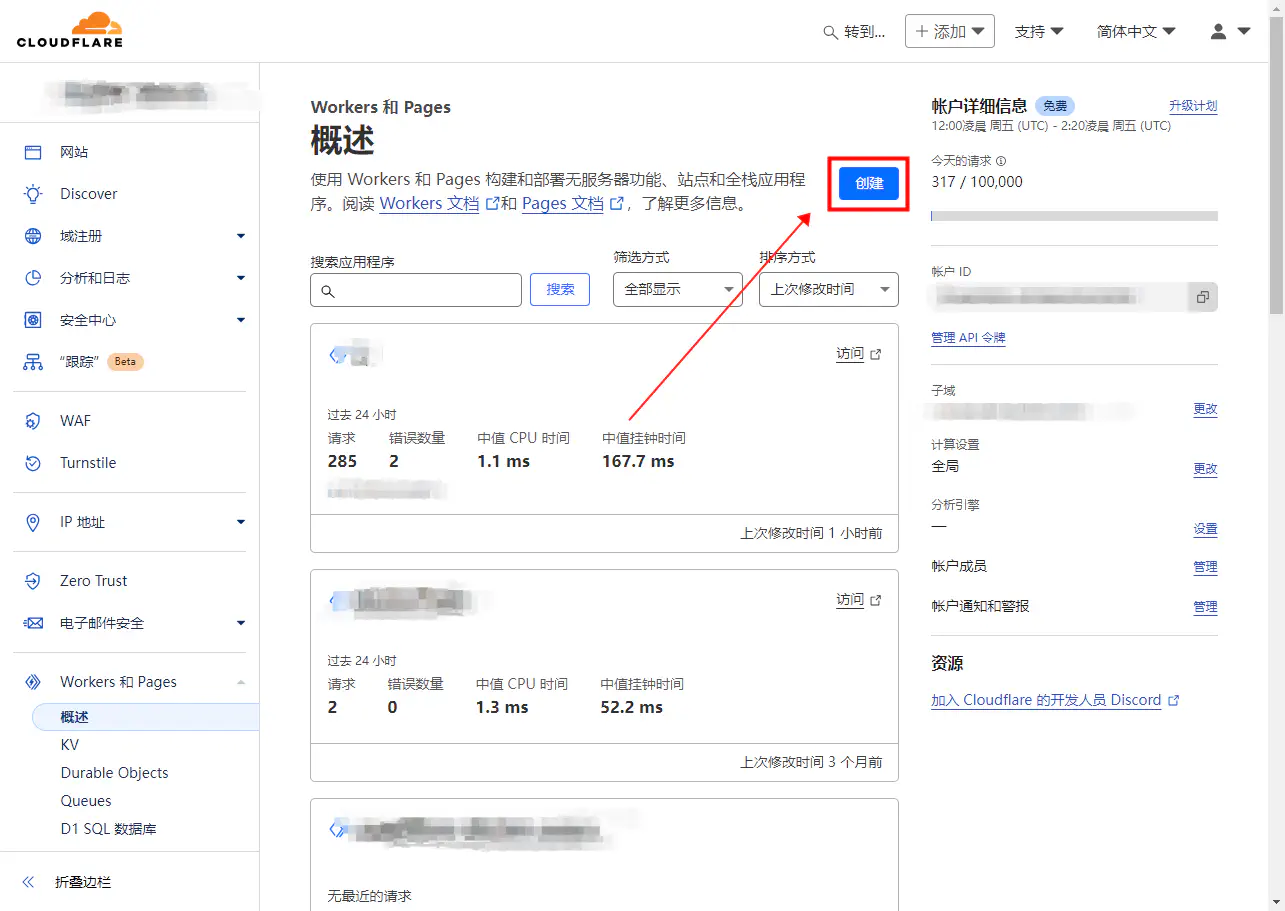 CLOUDFLARE
转到...
添加
支持
简体中文
网站
Discover
域注册
分析和日志
安全中心
“跟踪” Beta
WAF
Turnstile
IP 地址
Zero Trust
电子邮件安全
Workers 和 Pages
概述
KV
Durable Objects
Queues
D1 SQL 数据库
折叠边栏
Workers 和 Pages
概述
使用 Workers 和 Pages 构建和部署无服务器功能、站点和全栈应用程
序。阅读 Workers 文档 和 Pages 文档，了解更多信息。
创建
搜索应用程序
搜索
筛选方式
全部显示
排序方式
上次修改时间
访问
过去 24 小时
请求 错误数量 中值 CPU 时间 中值挂钟时间
285 2 1.1 ms 167.7 ms
上次修改时间 1 小时前
访问
过去 24 小时
请求 错误数量 中值 CPU 时间 中值挂钟时间
2 0 1.3 ms 52.2 ms
上次修改时间 3 个月前
无最近的请求
帐户详细信息 免费 升级计划
12:00凌晨 周五 (UTC) - 2:20凌晨 周五 (UTC)
今天的请求
317 / 100,000
帐户 ID
管理 API 令牌
子域
更改
计算设置
全局 更改
分析引擎
— 设置
帐户成员 管理
帐户通知和警报 管理
资源
加入 Cloudflare 的开发人员 Discord